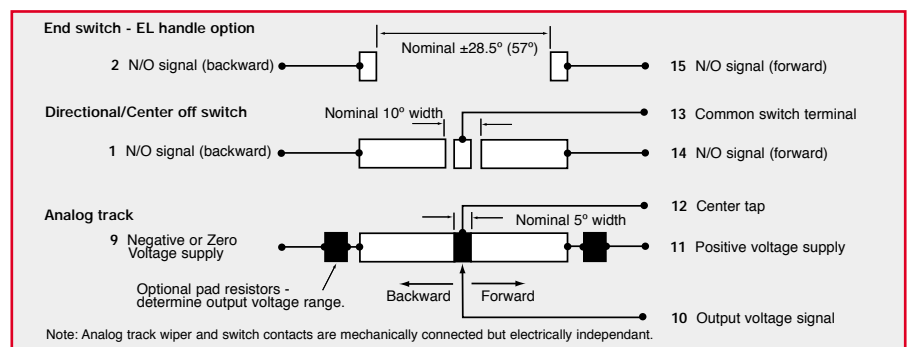 End switch - EL handle option
Nominal ±28.5º (57º)
2 N/O signal (backward)
15 N/O signal (forward)
Directional/Center off switch
Nominal 10º width
13 Common switch terminal
1 N/O signal (backward)
14 N/O signal (forward)
Analog track
12 Center tap
Nominal 5º width
9 Negative or Zero
Voltage supply
11 Positive voltage supply
Optional pad resistors -
determine output voltage range.
Backward
Forward
10 Output voltage signal
Note: Analog track wiper and switch contacts are mechanically connected but electrically independant.